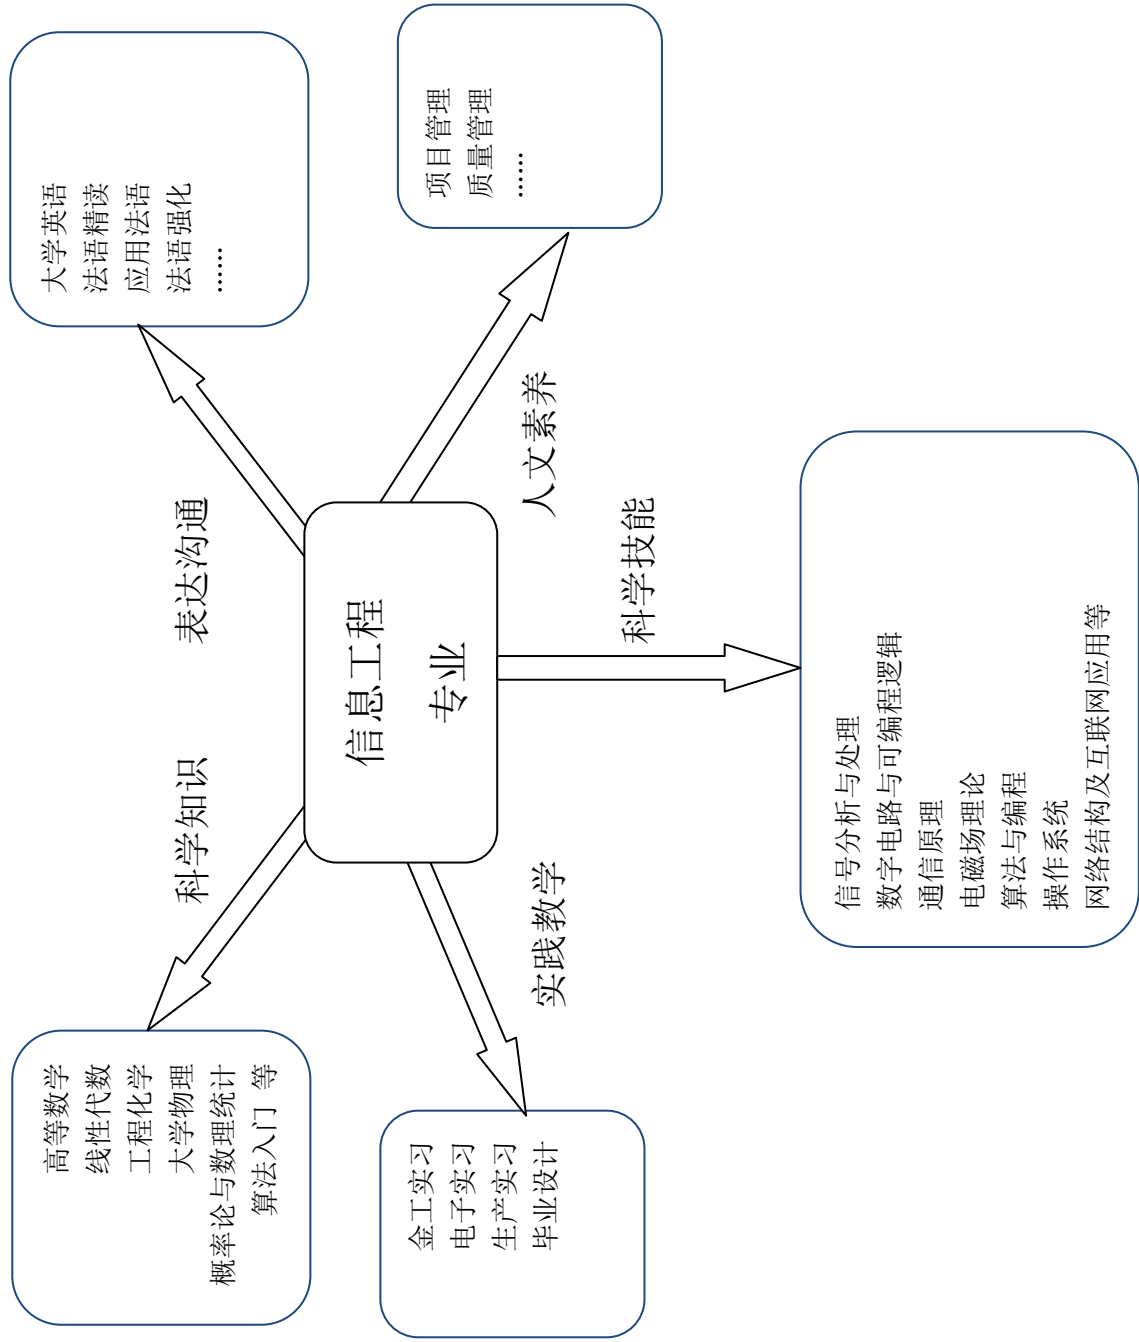 高等数学
线性代数
工程化学
大学物理
概率论与数理统计
算法入门 等
科学知识
表达沟通
大学英语
法语精读
应用法语
法语强化
……
信息工程
专业
金工实习
电子实习
生产实习
毕业设计
实践教学
人文素养
项目管理
质量管理
……
科学技能
信号分析与处理
数字电路与可编程逻辑
通信原理
电磁场理论
算法与编程
操作系统
网络结构及互联网应用等